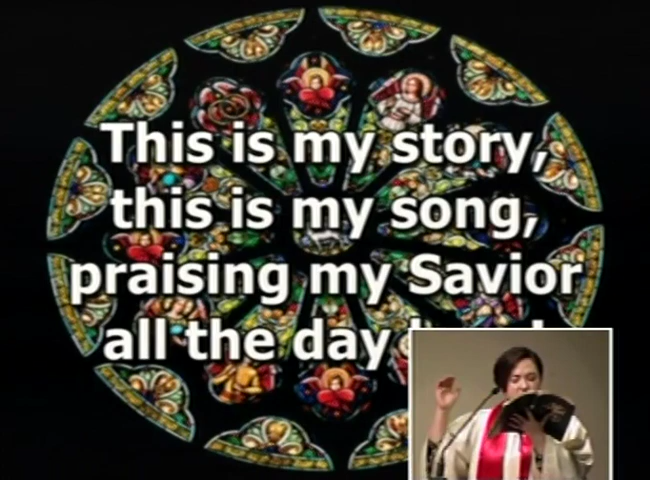 This is my story,
this is my song,
praising my Savior
all the day